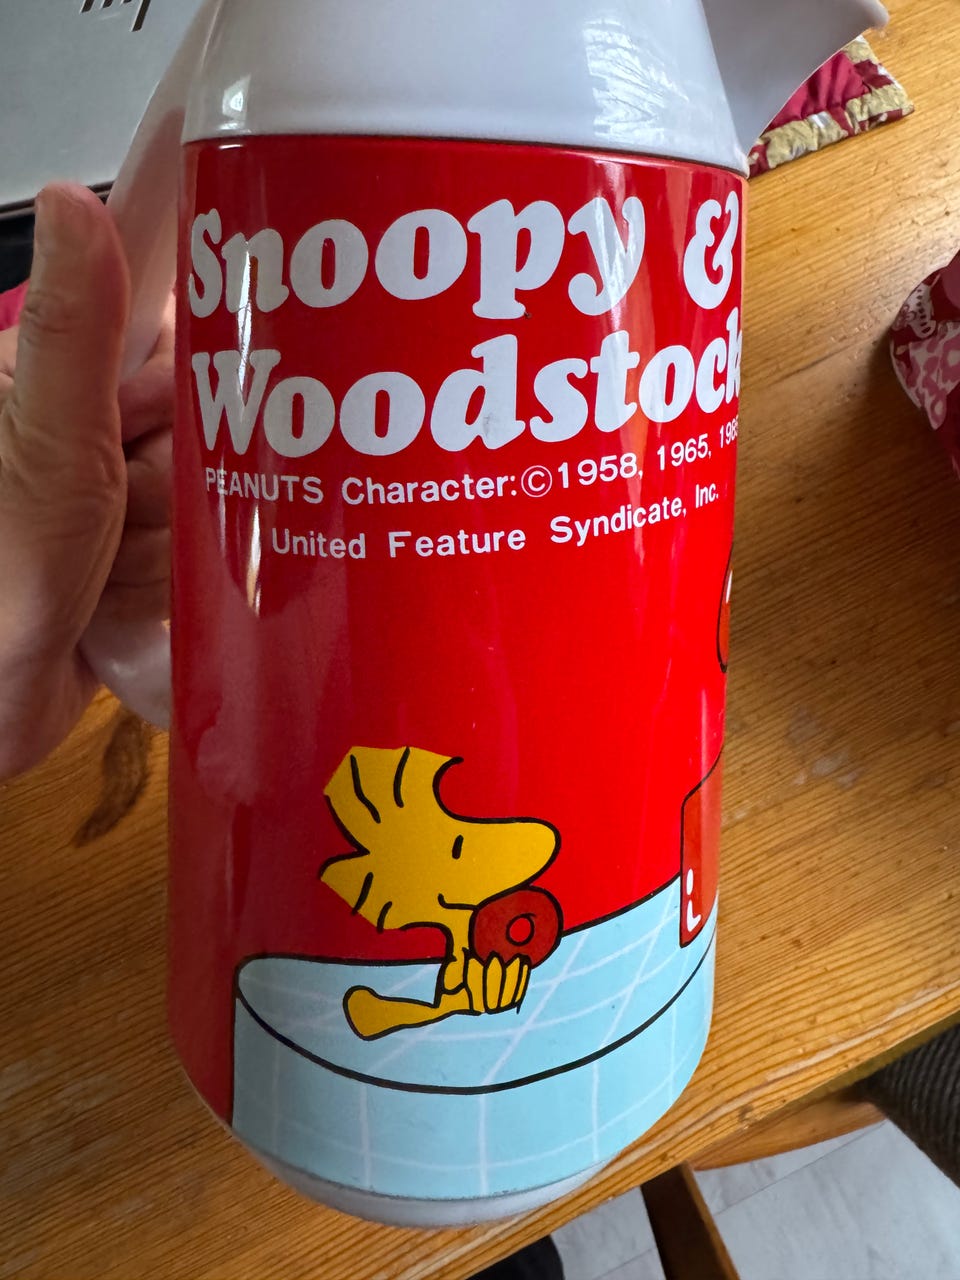 Snoopy &
Woodstock
PEANUTS Character:©1958, 1965,
United Feature Syndicate, Inc.